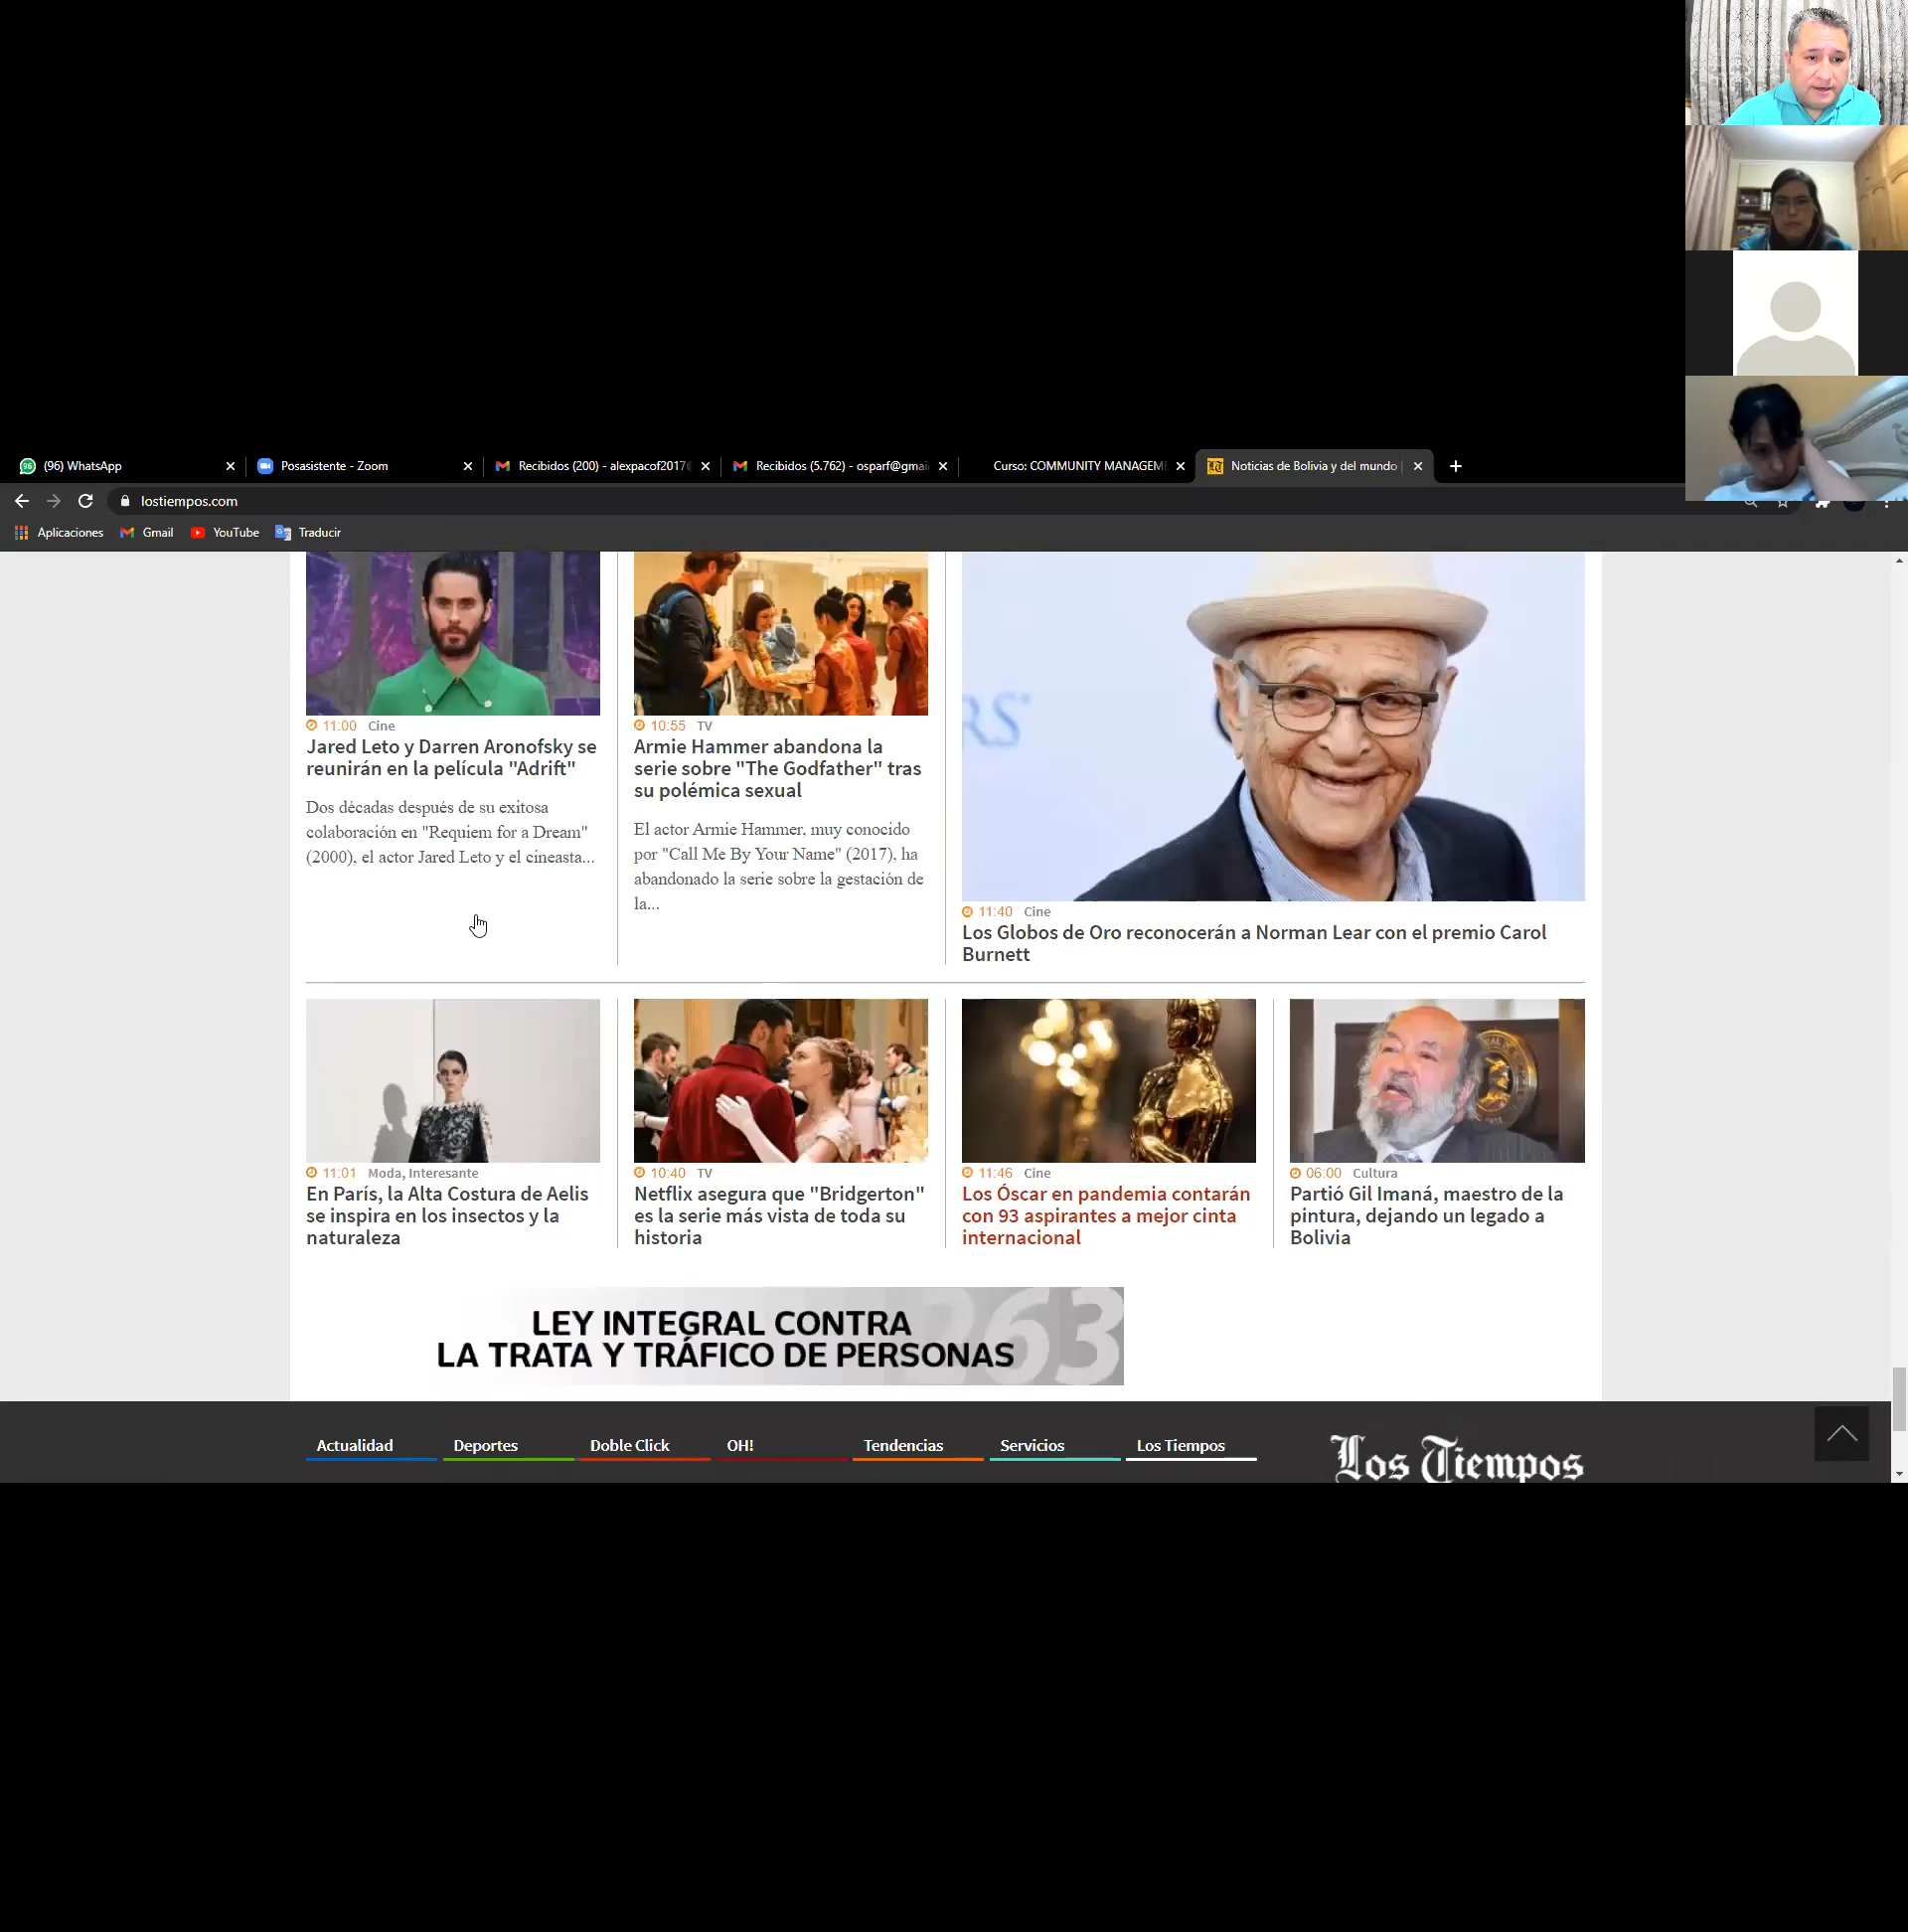 (96) WhatsApp
Posasistente - Zoom
Recibidos (200) - alexpacof2017@
Recibidos (5.762) - osparf@gmai
Curso: COMMUNITY MANAGEM
Noticias de Bolivia y del mundo |
lostiempos.com
Aplicaciones
Gmail
YouTube
Traducir
11:00 Cine
Jared Leto y Darren Aronofsky se
reunirán en la película "Adrift"
Dos décadas después de su exitosa
colaboración en "Requiem for a Dream"
(2000), el actor Jared Leto y el cineasta...
10:55 TV
Armie Hammer abandona la
serie sobre "The Godfather" tras
su polémica sexual
El actor Armie Hammer, muy conocido
por "Call Me By Your Name" (2017), ha
abandonado la serie sobre la gestación de
la...
RS
11:40 Cine
Los Globos de Oro reconocerán a Norman Lear con el premio Carol
Burnett
11:01 Moda, Interesante
En París, la Alta Costura de Aelis
se inspira en los insectos y la
naturaleza
10:40 TV
Netflix asegura que "Bridgerton"
es la serie más vista de toda su
historia
11:46 Cine
Los Óscar en pandemia contarán
con 93 aspirantes a mejor cinta
internacional
06:00 Cultura
Partió Gil Imaná, maestro de la
pintura, dejando un legado a
Bolivia
263
LEY INTEGRAL CONTRA
LA TRATA Y TRÁFICO DE PERSONAS
Actualidad
Deportes
Doble Click
OH!
Tendencias
Servicios
Los Tiempos
Los Tiempos